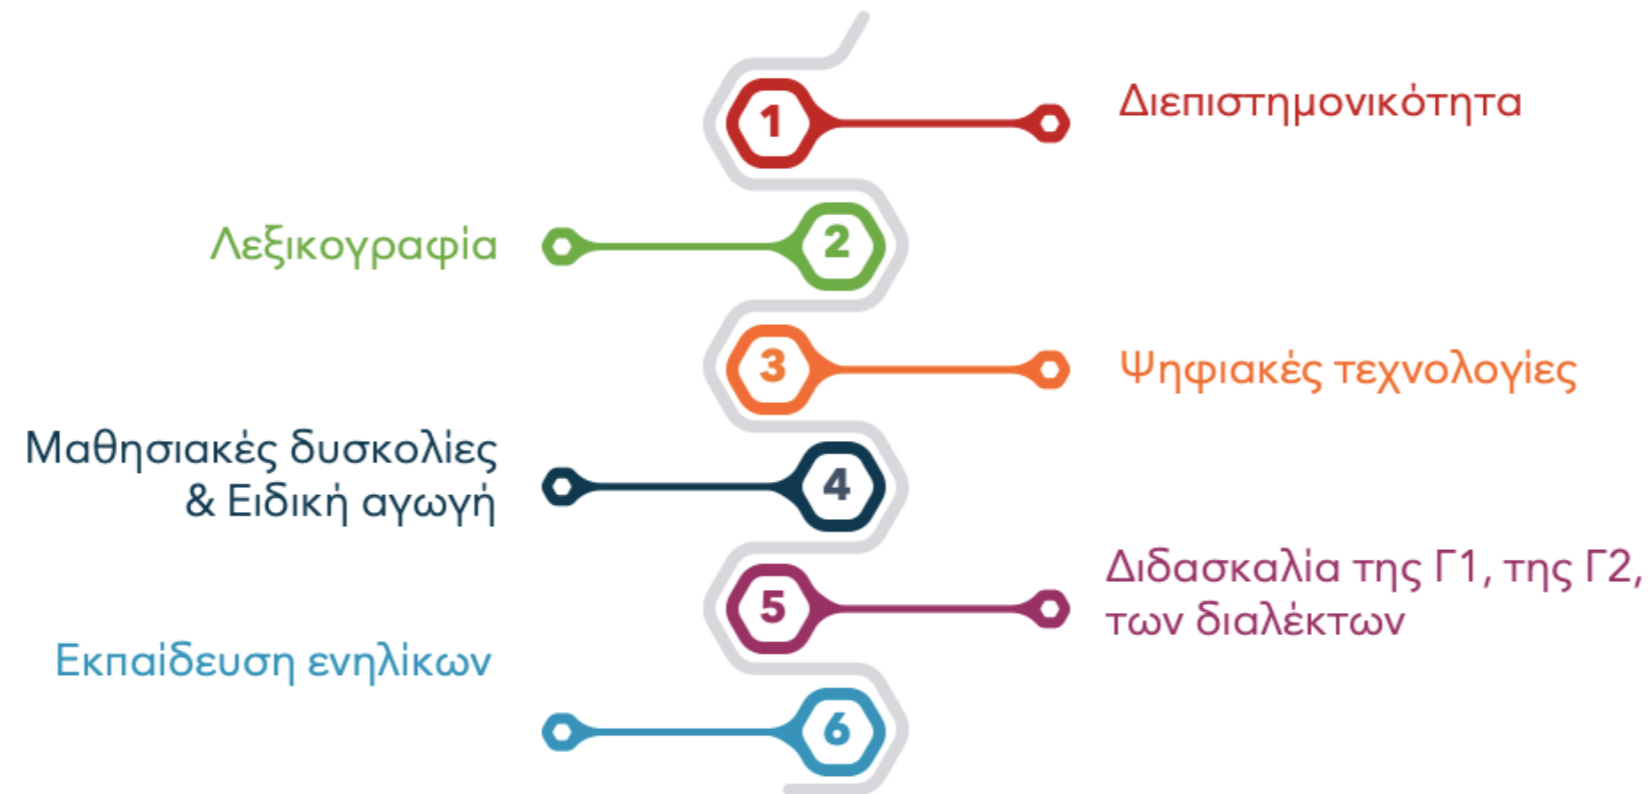 1
Διεπιστημονικότητα
Λεξικογραφία
2
3
Ψηφιακές τεχνολογίες
Μαθησιακές δυσκολίες
& Ειδική αγωγή
4
5
Διδασκαλία της Γ1, της Γ2,
των διαλέκτων
Εκπαίδευση ενηλίκων
6